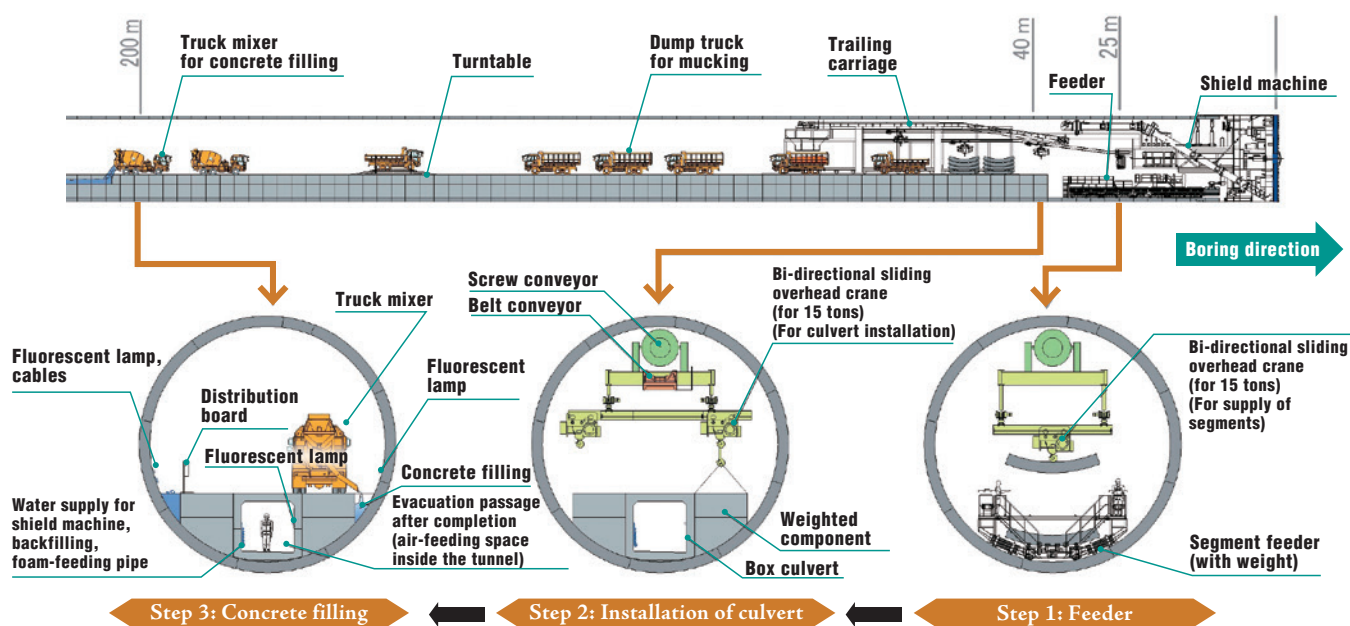 200 m
Truck mixer
for concrete filling
Turntable
Dump truck
for mucking
Trailing
carriage
40 m
25 m
Feeder
Shield machine
Boring direction
Fluorescent lamp,
cables
Distribution
board
Truck mixer
Fluorescent
lamp
Fluorescent lamp
Concrete filling
Water supply for
shield machine,
backfilling,
foam-feeding pipe
Evacuation passage
after completion
(air-feeding space
inside the tunnel)
Screw conveyor
Belt conveyor
Bi-directional sliding
overhead crane
(for 15 tons)
(For culvert installation)
Weighted
component
Box culvert
Bi-directional sliding
overhead crane
(for 15 tons)
(For supply of
segments)
Segment feeder
(with weight)
Step 3: Concrete filling
Step 2: Installation of culvert
Step 1: Feeder